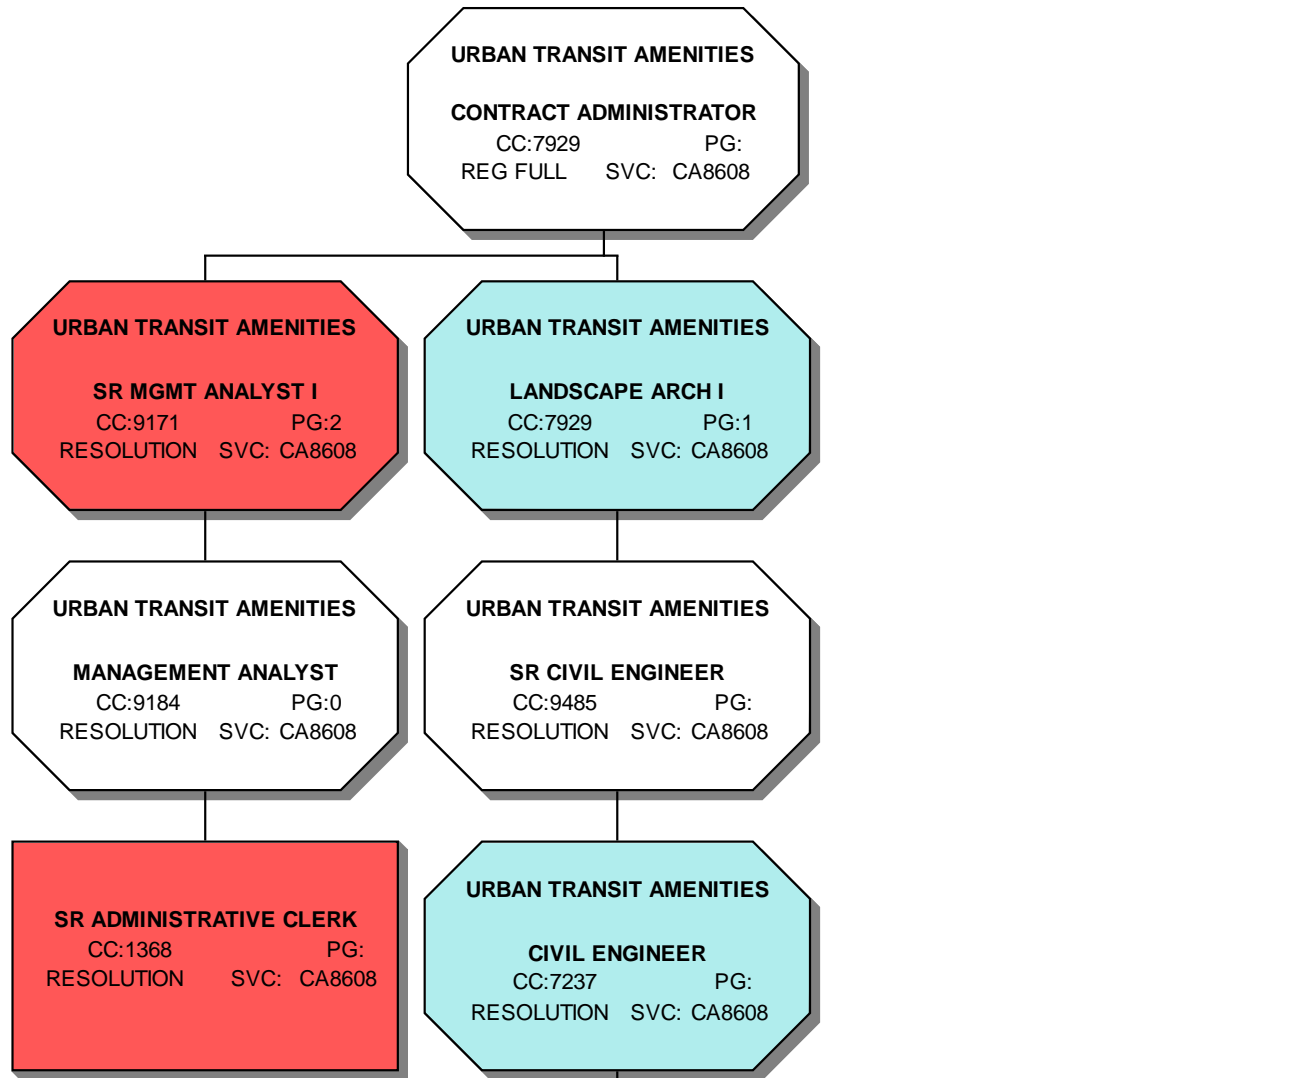 URBAN TRANSIT AMENITIES
CONTRACT ADMINISTRATOR
CC:7929 PG:
REG FULL SVC: CA8608
URBAN TRANSIT AMENITIES
SR MGMT ANALYST I
CC:9171 PG:2
RESOLUTION SVC: CA8608
URBAN TRANSIT AMENITIES
LANDSCAPE ARCH I
CC:7929 PG:1
RESOLUTION SVC: CA8608
URBAN TRANSIT AMENITIES
MANAGEMENT ANALYST
CC:9184 PG:0
RESOLUTION SVC: CA8608
URBAN TRANSIT AMENITIES
SR CIVIL ENGINEER
CC:9485 PG:
RESOLUTION SVC: CA8608
SR ADMINISTRATIVE CLERK
CC:1368 PG:
RESOLUTION SVC: CA8608
URBAN TRANSIT AMENITIES
CIVIL ENGINEER
CC:7237 PG:
RESOLUTION SVC: CA8608